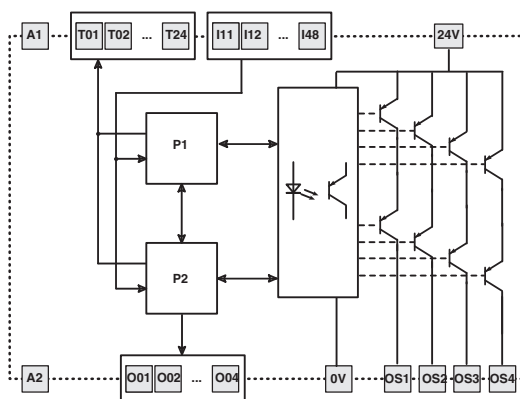 A1 T01 T02 ... T24 I11 I12 ... I48 24V
P1
P2
A2 O01 O02 ... O04 0V OS1 OS2 OS3 OS4